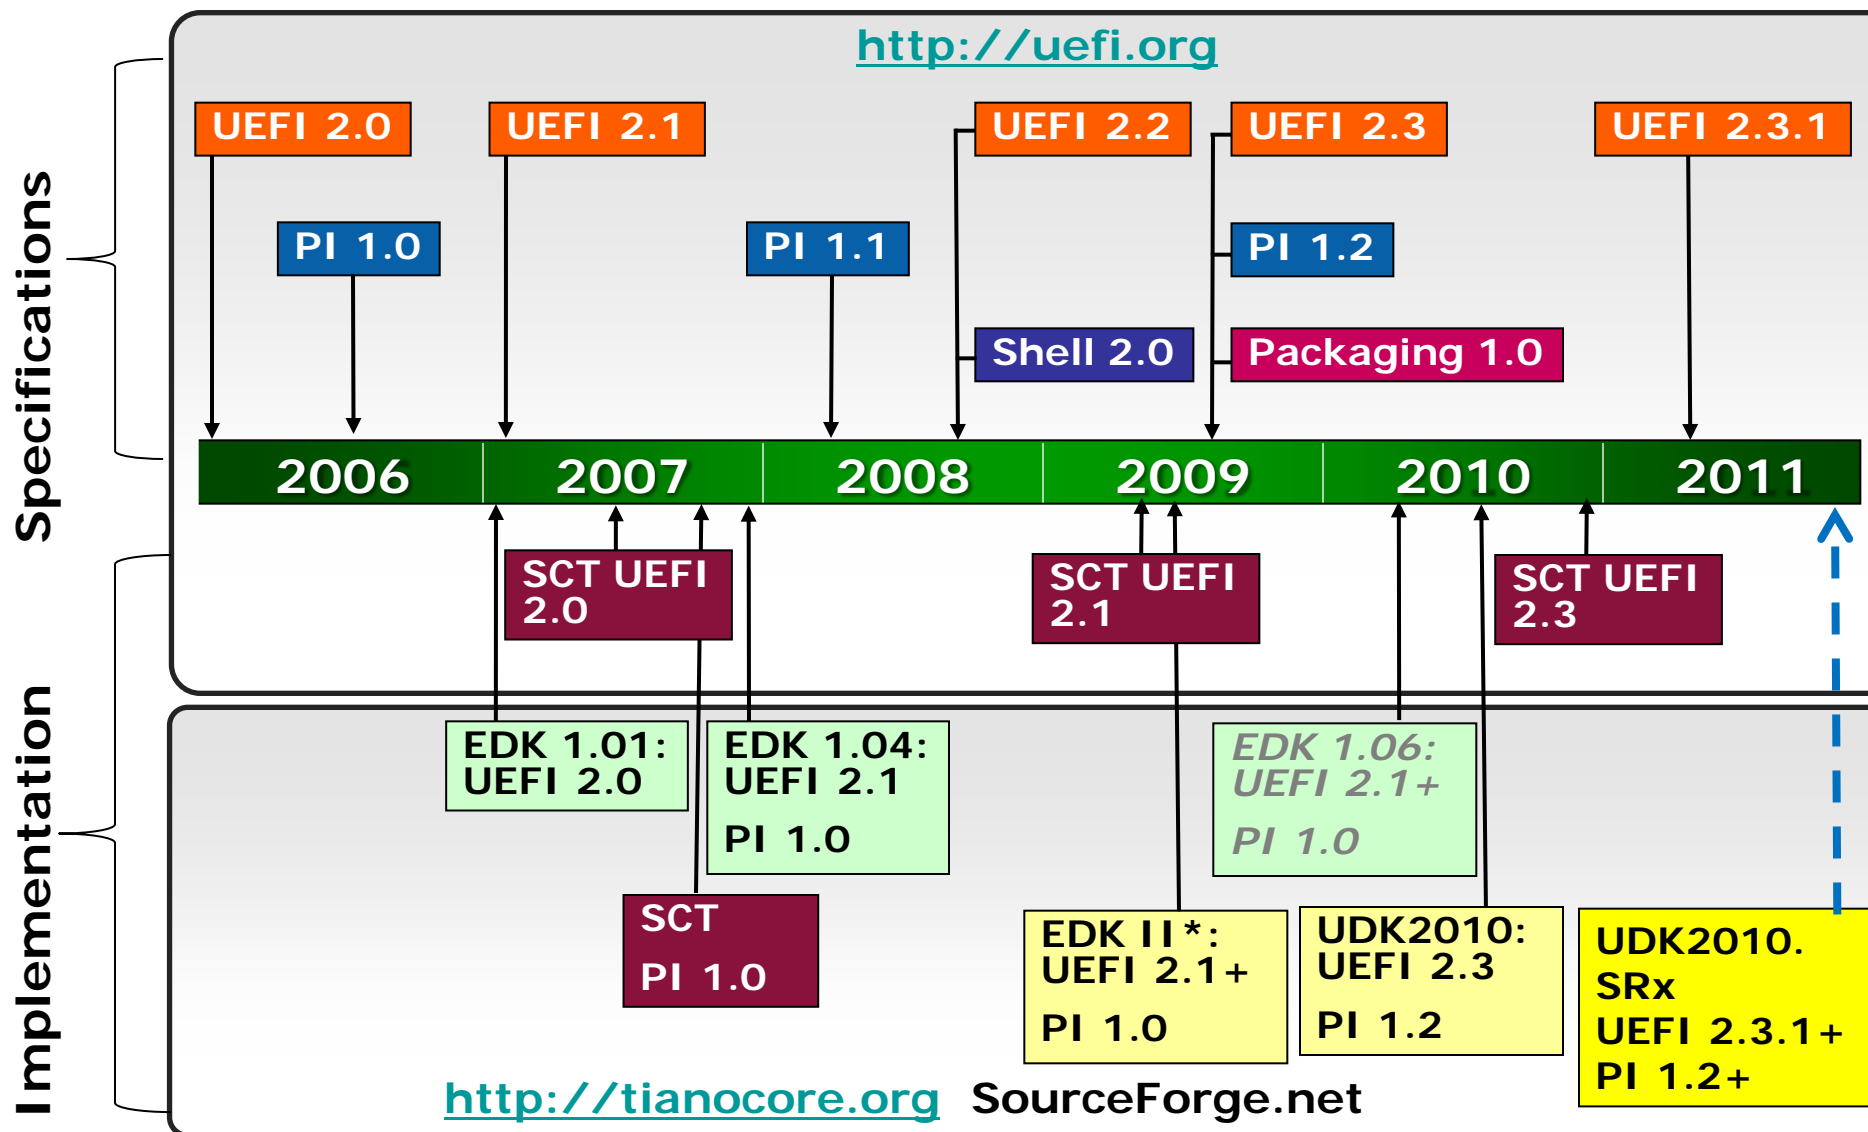 http://uefi.org
UEFI 2.0
UEFI 2.1
UEFI 2.2
UEFI 2.3
UEFI 2.3.1
PI 1.0
PI 1.1
PI 1.2
Shell 2.0
Packaging 1.0
Specifications
2006
2007
2008
2009
2010
2011
SCT UEFI
2.0
SCT UEFI
2.1
SCT UEFI
2.3
Implementation
EDK 1.01:
UEFI 2.0
EDK 1.04:
UEFI 2.1
PI 1.0
EDK 1.06:
UEFI 2.1+
PI 1.0
SCT
PI 1.0
EDK II*:
UEFI 2.1+
PI 1.0
UDK2010:
UEFI 2.3
PI 1.2
UDK2010.
SRx
UEFI 2.3.1+
PI 1.2+
http://tianocore.org SourceForge.net